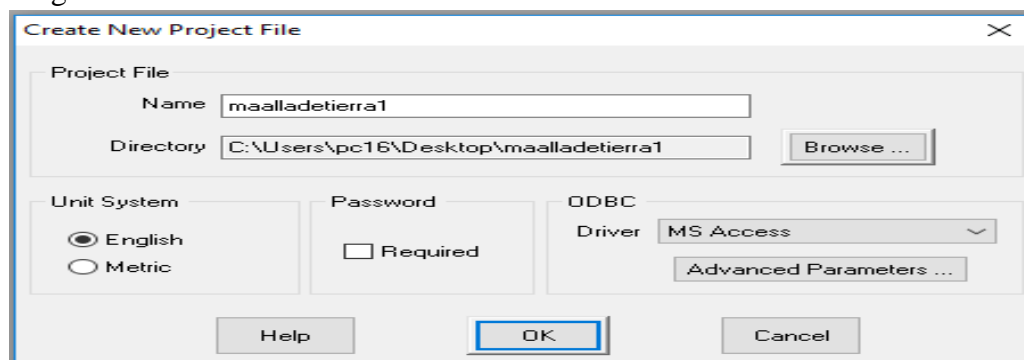 Create New Project File
Project File
Name maalladetierra1
Directory C:\Users\pc16\Desktop\maalladetierra1 Browse ...
Unit System Password ODBC
English Required Driver MS Access
Metric Advanced Parameters ...
Help OK Cancel